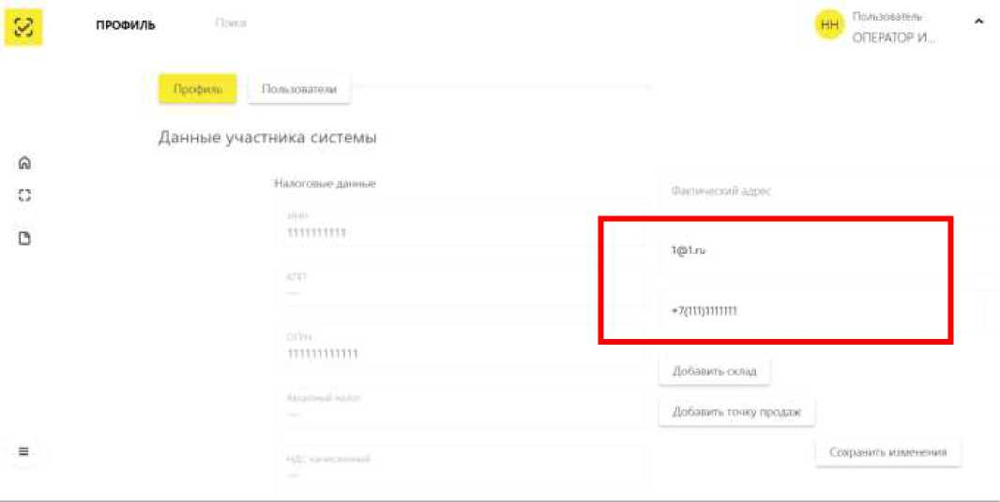 ПРОФИЛЬ
Поиск
НН
Пользователь
ОПЕРАТОР И...
Профиль
Пользователи
Данные участника системы
Налоговые данные
ИНН
1111111111
КПП
—
ОГРН
111111111111
Акцизный налог
—
НДС начисленный
—
Фактический адрес
1@1.ru
+7(111)1111111
Добавить склад
Добавить точку продаж
Сохранить изменения